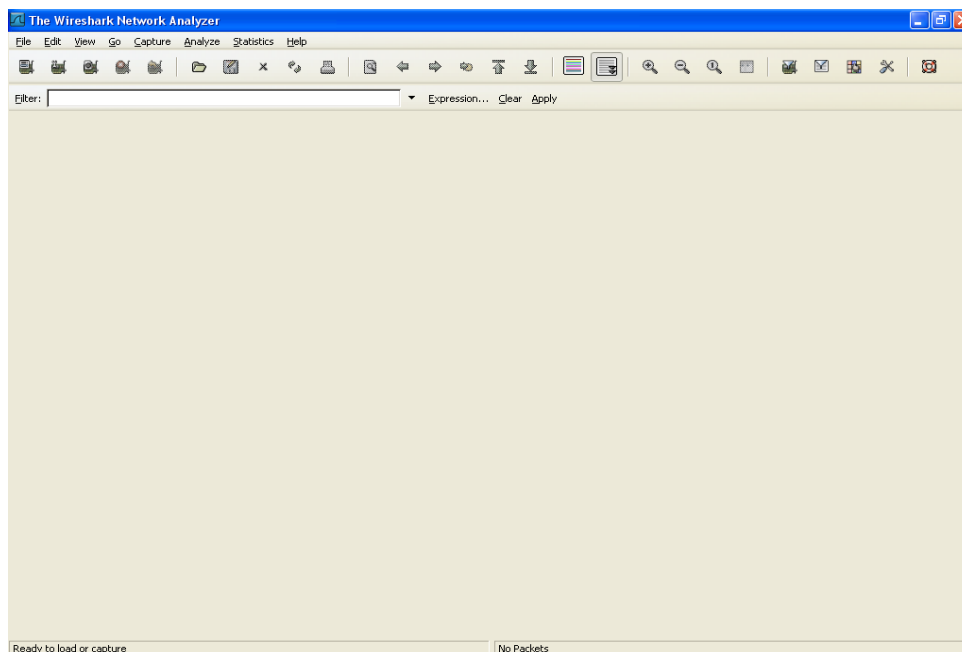 The Wireshark Network Analyzer
File Edit View Go Capture Analyze Statistics Help
Filter: Expression... Clear Apply
Ready to load or capture No Packets